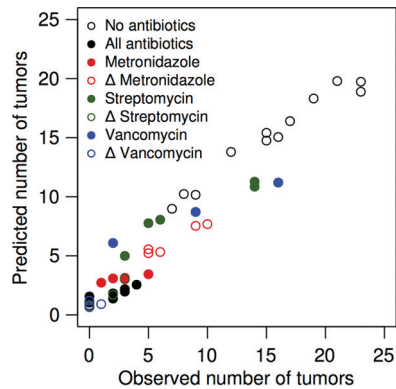 No antibiotics
All antibiotics
Metronidazole
Δ Metronidazole
Streptomycin
Δ Streptomycin
Vancomycin
Δ Vancomycin
Predicted number of tumors
25
20
15
10
5
0
0 5 10 15 20 25
Observed number of tumors